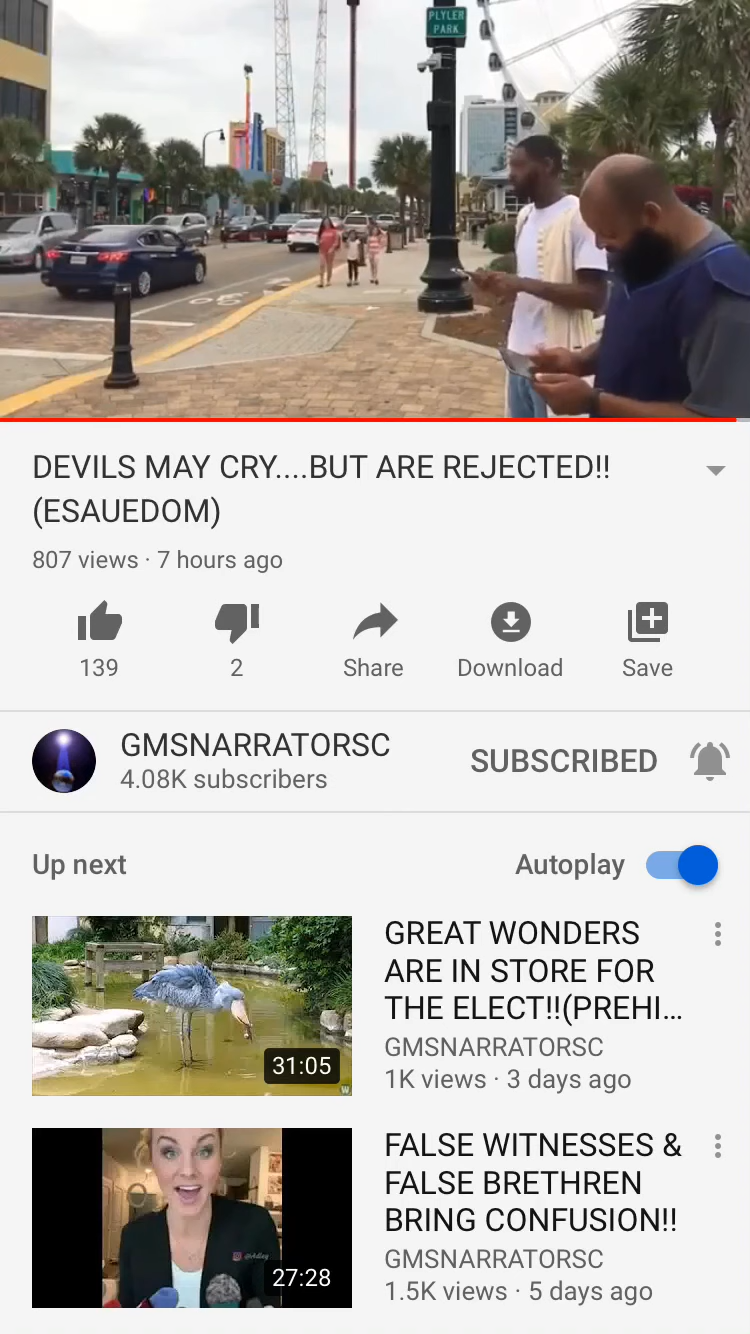 PLYLER
PARK
DEVILS MAY CRY....BUT ARE REJECTED!!
(ESAUEDOM)
807 views · 7 hours ago
139
2
Share
Download
Save
GMSNARRATORSC
4.08K subscribers
SUBSCRIBED
Up next
Autoplay
GREAT WONDERS
ARE IN STORE FOR
THE ELECT!!(PREHI...
GMSNARRATORSC
1K views · 3 days ago
31:05
W
FALSE WITNESSES &
FALSE BRETHREN
BRING CONFUSION!!
GMSNARRATORSC
1.5K views · 5 days ago
27:28